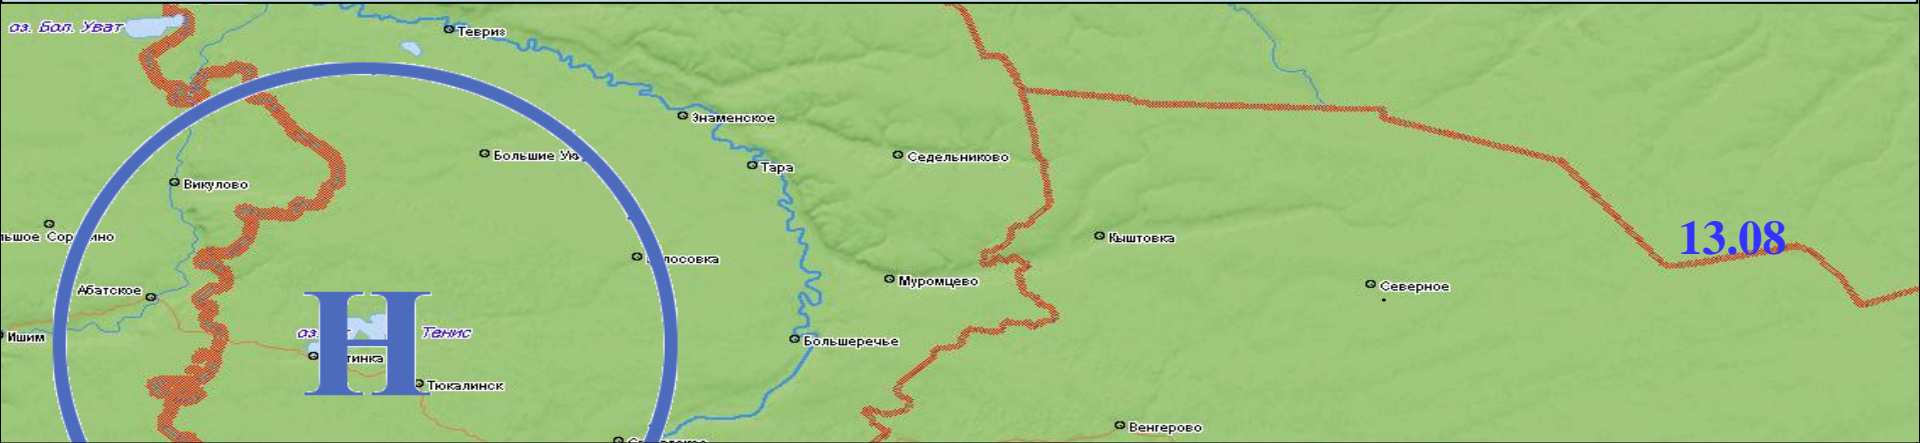 оз. Бол. Уват
Тевриз
Знаменское
Большие Уки
Тара
Седельниково
Викулово
Кыштовка
13.08
Муромцево
Северное
Абатское
Н
оз.
Тенис
Ишим
Большеречье
Тюкалинск
Венгерово